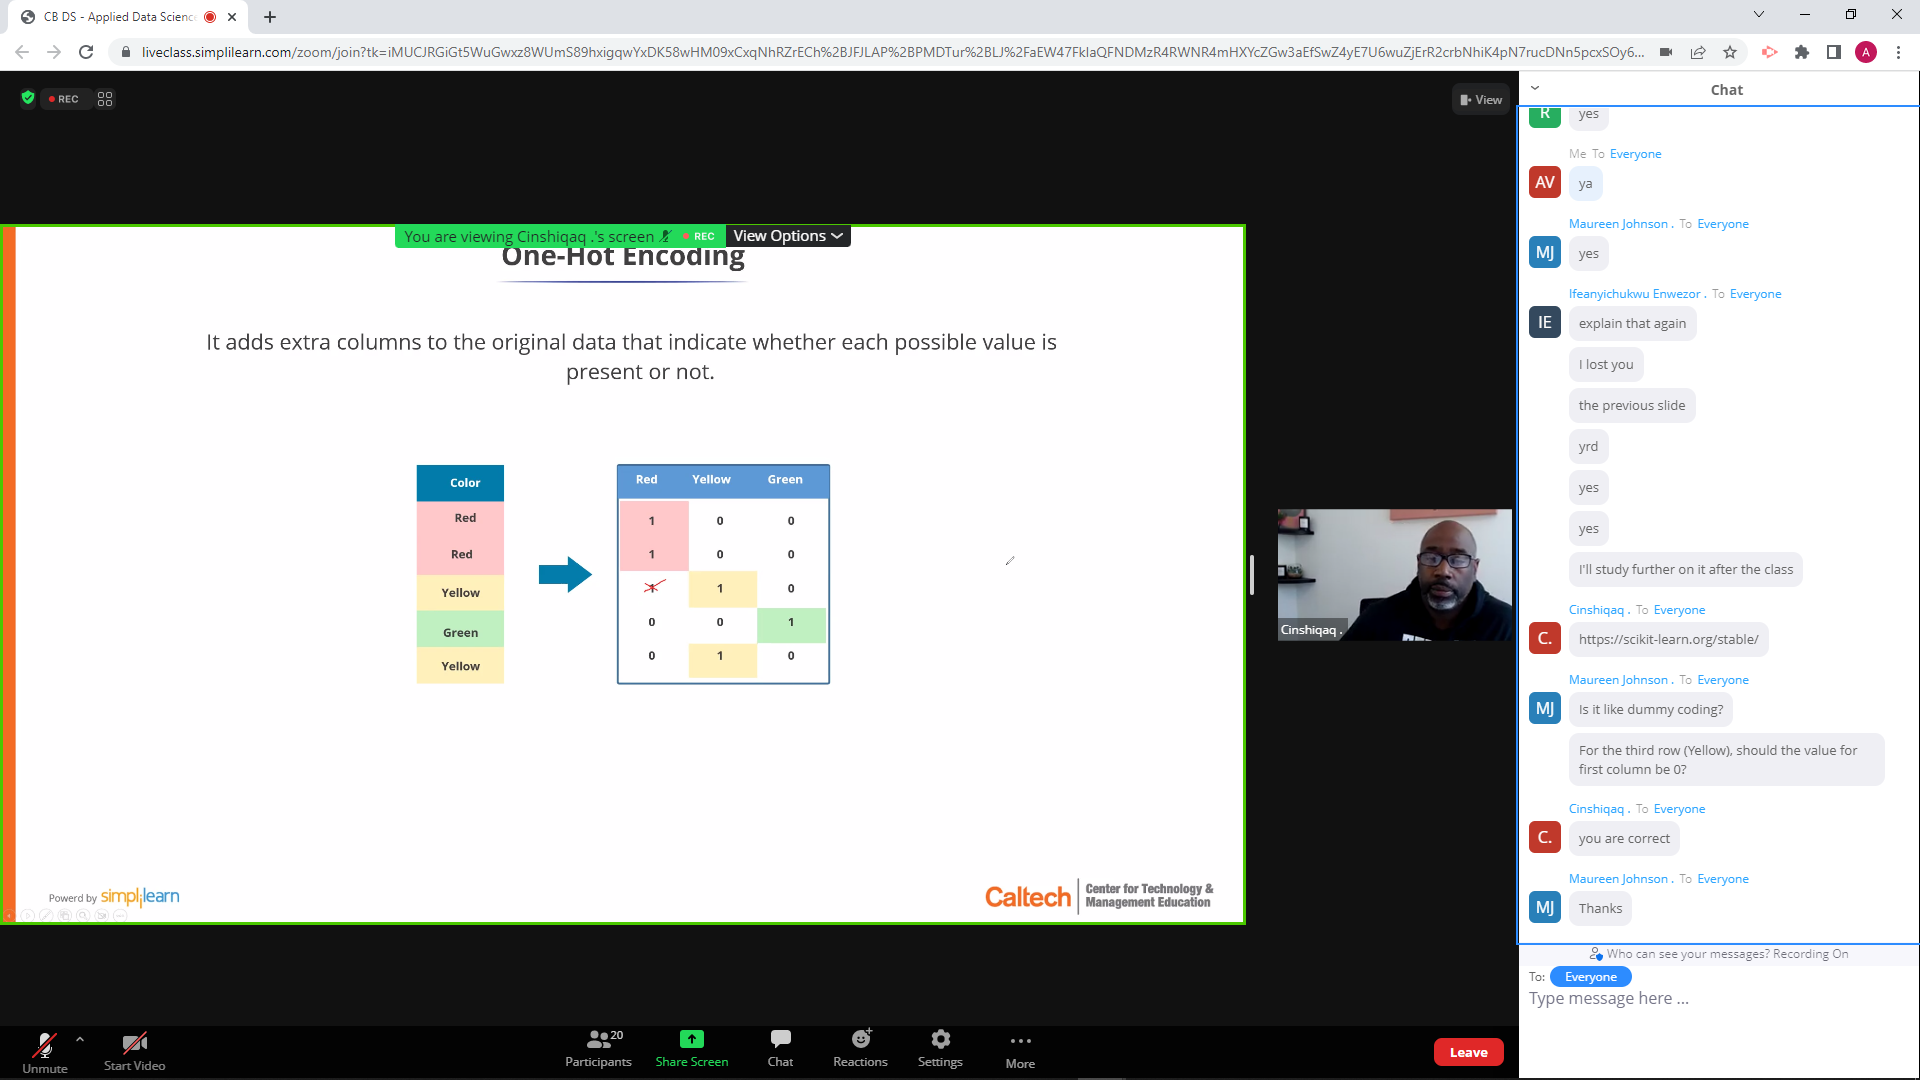 CB DS - Applied Data Scienc
liveclass.simplilearn.com/zoom/join?tk=iMUCJRGiGt5WuGwxz8WUmS89hxigqwYxDK58wHM09xCxqNhRZrECh%2BJFJLAP%2BPMDTur%2BLJ%2FaEW47FklaQFNDMzR4RWNR4mHXYcZGw3aEfSwZ4yE7U6wuZjErR2crbNhiK4pN7rucDNn5pcxSOy6...
A
REC
View
You are viewing Cinshiqaq .'s screen
REC
View Options
One-Hot Encoding
It adds extra columns to the original data that indicate whether each possible value is
present or not.
Color
Red
Red
Yellow
Green
Yellow
Red Yellow Green
1 0 0
1 0 0
1 1 0
0 0 1
0 1 0
Powerd by simplilearn
Caltech Center for Technology &
Management Education
Cinshiqaq .
Chat
R
yes
Me To Everyone
AV
ya
Maureen Johnson . To Everyone
MJ
yes
Ifeanyichukwu Enwezor . To Everyone
IE
explain that again
I lost you
the previous slide
yrd
yes
yes
I'll study further on it after the class
Cinshiqaq . To Everyone
C.
https://scikit-learn.org/stable/
Maureen Johnson . To Everyone
MJ
Is it like dummy coding?
For the third row (Yellow), should the value for
first column be 0?
Cinshiqaq . To Everyone
C.
you are correct
Maureen Johnson . To Everyone
MJ
Thanks
Who can see your messages? Recording On
To: Everyone
Type message here ...
Unmute
Start Video
20
Participants
Share Screen
Chat
Reactions
Settings
More
Leave